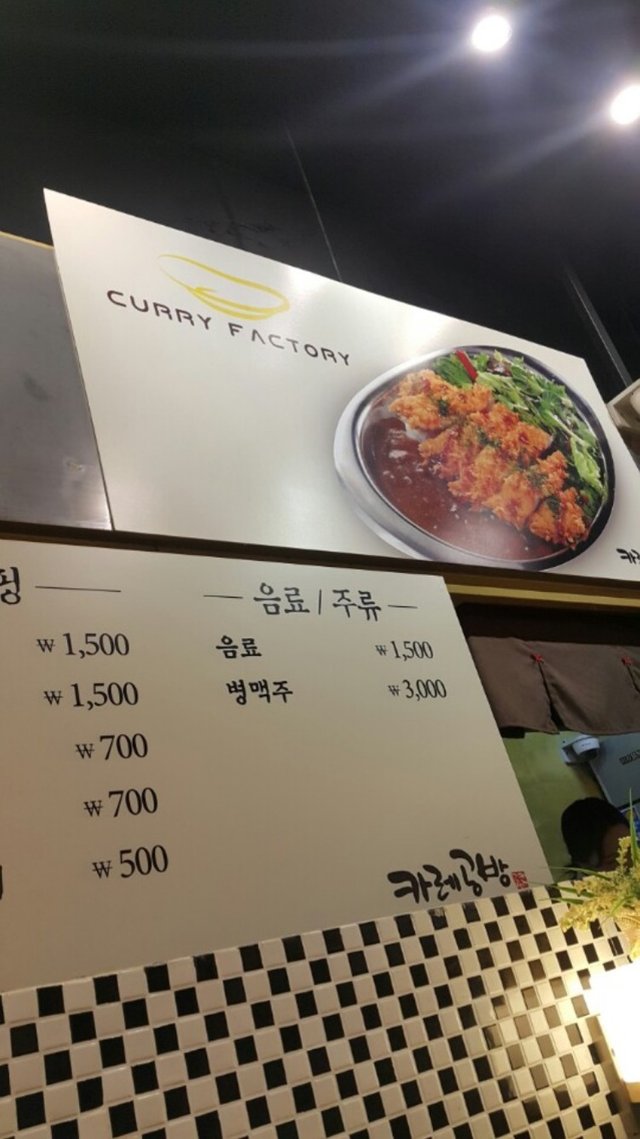 CURRY FACTORY
카
핑
₩1,500
₩1,500
₩700
₩700
₩500
음료 / 주류
음료 ₩1,500
병맥주 ₩3,000
카레공방